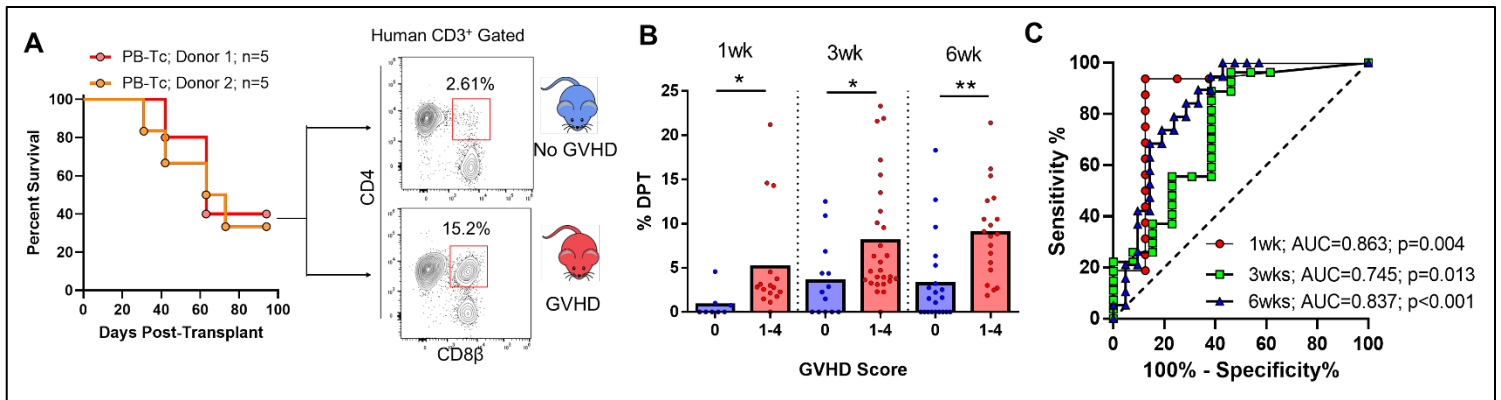 A
PB-Tc; Donor 1; n=5
PB-Tc; Donor 2; n=5
Percent Survival
100
80
60
40
20
0
0 20 40 60 80 100
Days Post-Transplant
Human CD3⁺ Gated
2.61%
No GVHD
CD4
15.2%
GVHD
CD8β
B
1wk 3wk 6wk
* * **
% DPT
25
20
15
10
5
0
0 1-4 0 1-4 0 1-4
GVHD Score
C
Sensitivity %
100
80
60
40
20
0
1wk; AUC=0.863; p=0.004
3wks; AUC=0.745; p=0.013
6wks; AUC=0.837; p<0.001
0 20 40 60 80 100
100% - Specificity%